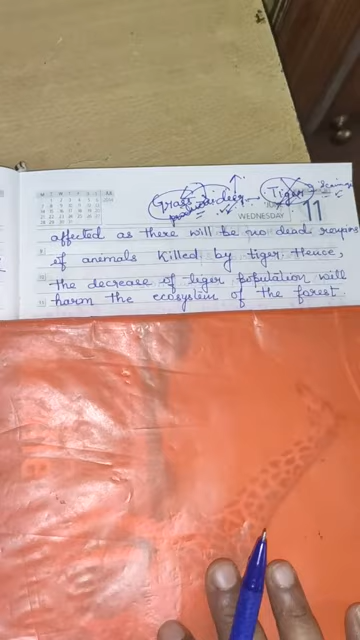 Grass → deer → Tiger
WEDNESDAY 11
affected as there will be no dead remains
of animals killed by tiger. Hence,
the decrease of tiger population will
harm the ecosystem of the forest.